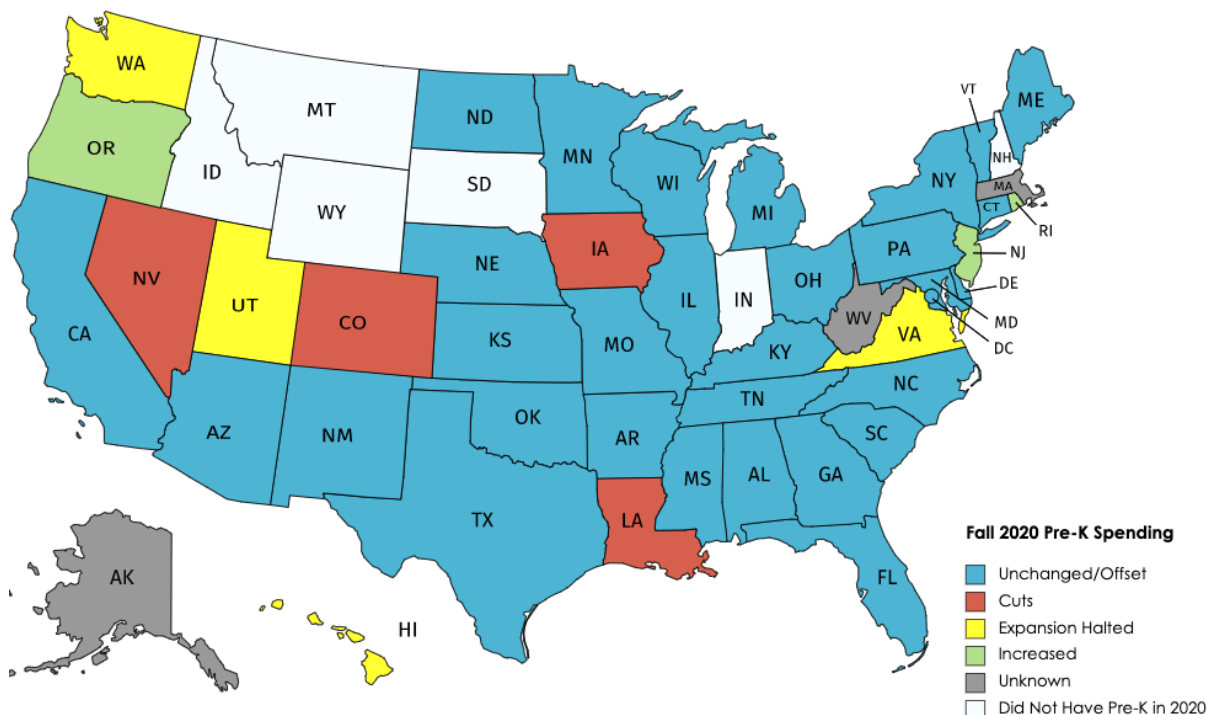 WA
MT
ND
VT
ME
OR
ID
MN
NH
SD
WI
NY
MA
WY
MI
CT
RI
IA
PA
NJ
NE
NV
OH
DE
UT
IL
IN
CA
CO
WV
MD
KS
MO
VA
KY
DC
NC
TN
AZ
NM
OK
AR
SC
MS
AL
GA
TX
LA
FL
AK
HI
Fall 2020 Pre-K Spending
Unchanged/Offset
Cuts
Expansion Halted
Increased
Unknown
Did Not Have Pre-K in 2020